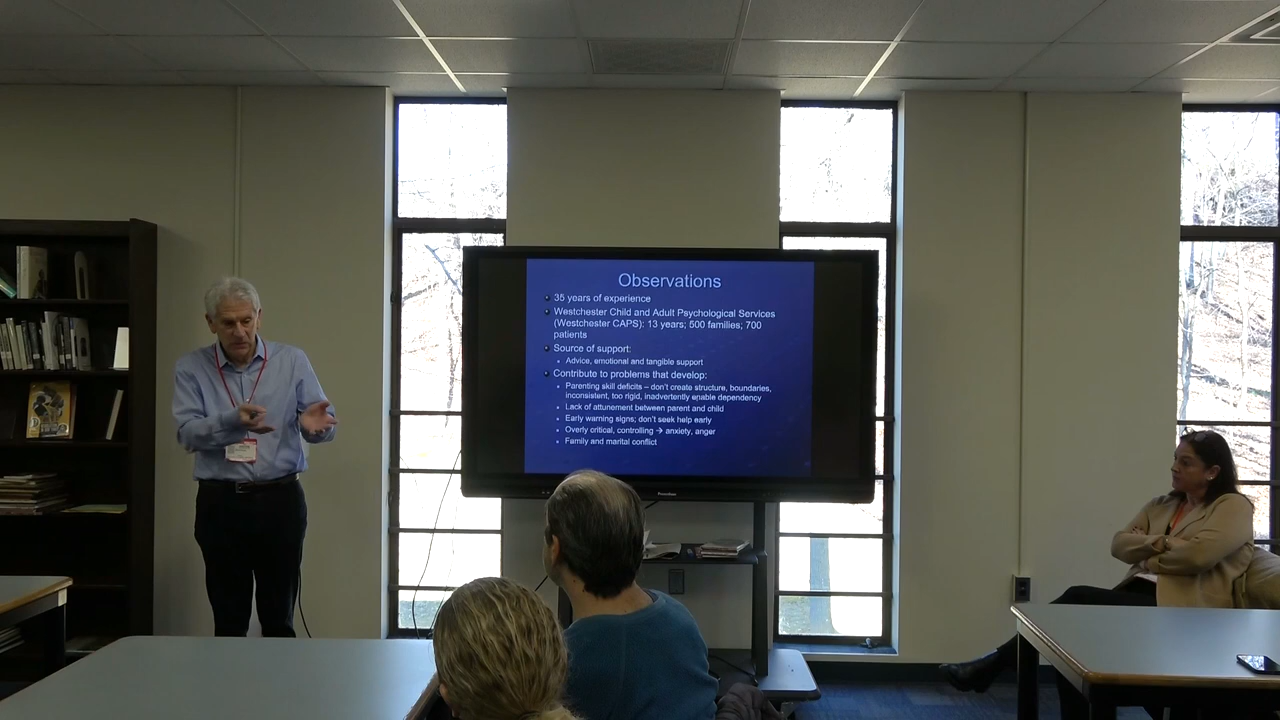 Observations
35 years of experience
Westchester Child and Adult Psychological Services
(Westchester CAPS): 13 years; 500 families; 700
patients
Source of support:
Advice, emotional and tangible support
Contribute to problems that develop:
Parenting skill deficits – don't create structure, boundaries,
inconsistent, too rigid, inadvertently enable dependency
Lack of attunement between parent and child
Early warning signs; don't seek help early
Overly critical, controlling → anxiety, anger
Family and marital conflict